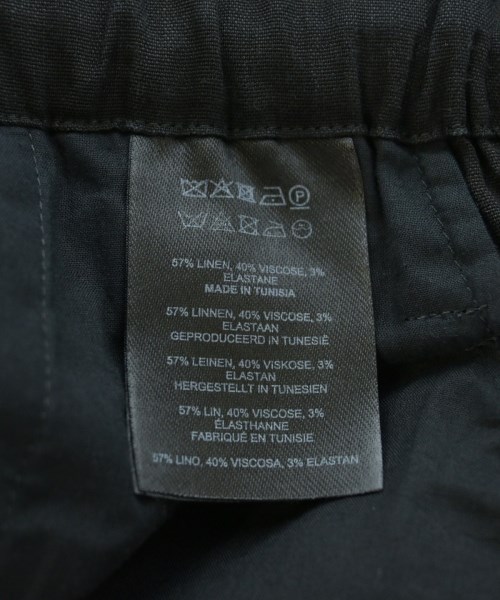 P
57% LINEN, 40% VISCOSE, 3%
ELASTANE
MADE IN TUNISIA
57% LINNEN, 40% VISCOSE, 3%
ELASTAAN
GEPRODUCEERD IN TUNESIË
57% LEINEN, 40% VISKOSE, 3%
ELASTAN
HERGESTELLT IN TUNESIEN
57% LIN, 40% VISCOSE, 3%
ÉLASTHANNE
FABRIQUÉ EN TUNISIE
57% LINO, 40% VISCOSA, 3% ELASTAN